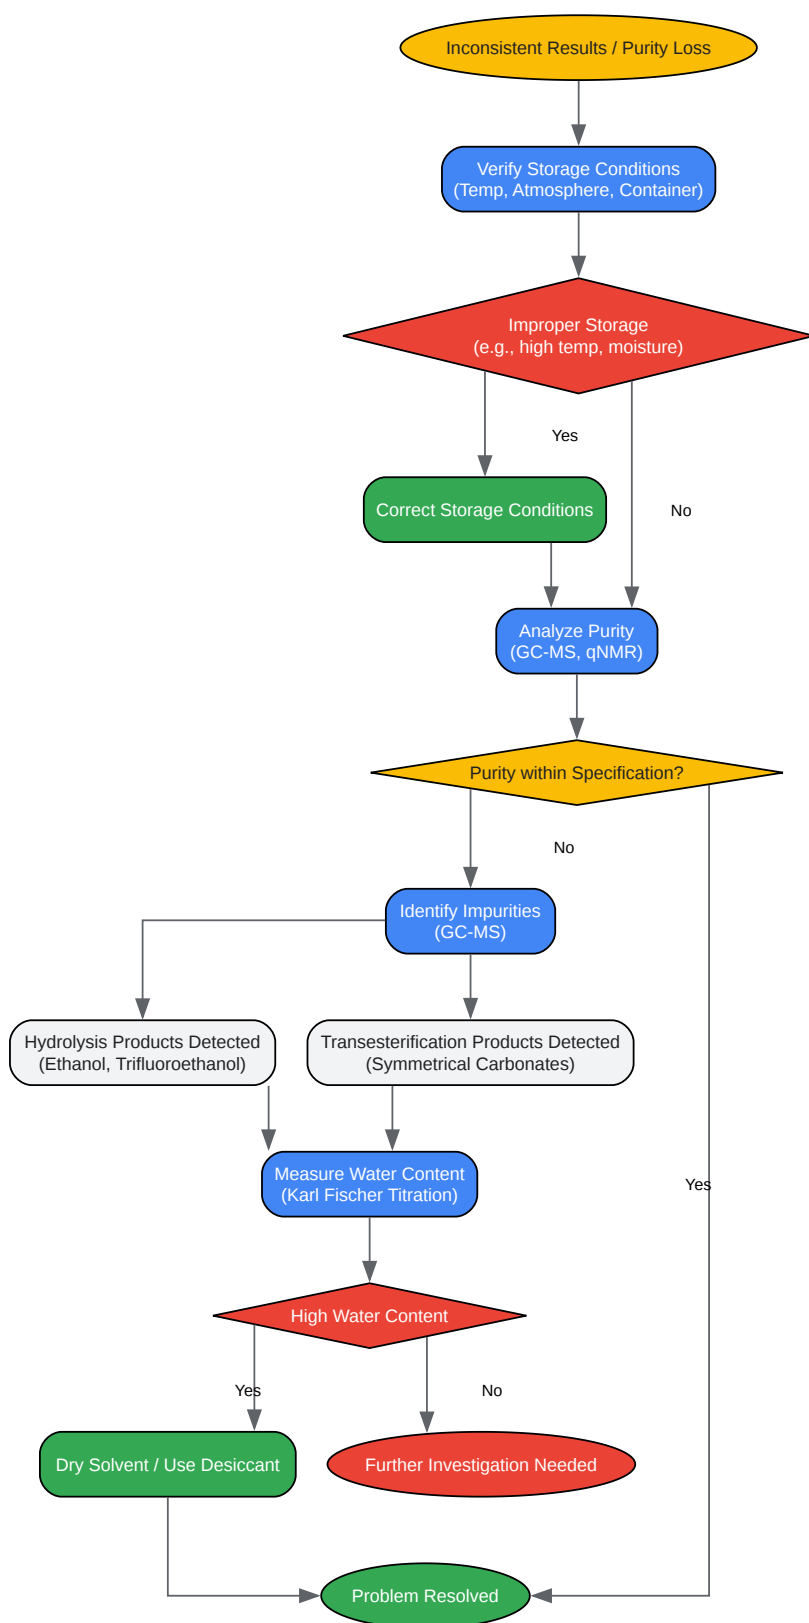 Inconsistent Results / Purity Loss
Verify Storage Conditions
(Temp, Atmosphere, Container)
Improper Storage
(e.g., high temp, moisture)
Yes
Correct Storage Conditions
No
Analyze Purity
(GC-MS, qNMR)
Purity within Specification?
No
Identify Impurities
(GC-MS)
Hydrolysis Products Detected
(Ethanol, Trifluoroethanol)
Transesterification Products Detected
(Symmetrical Carbonates)
Measure Water Content
(Karl Fischer Titration)
Yes
High Water Content
Yes
No
Dry Solvent / Use Desiccant
Further Investigation Needed
Problem Resolved